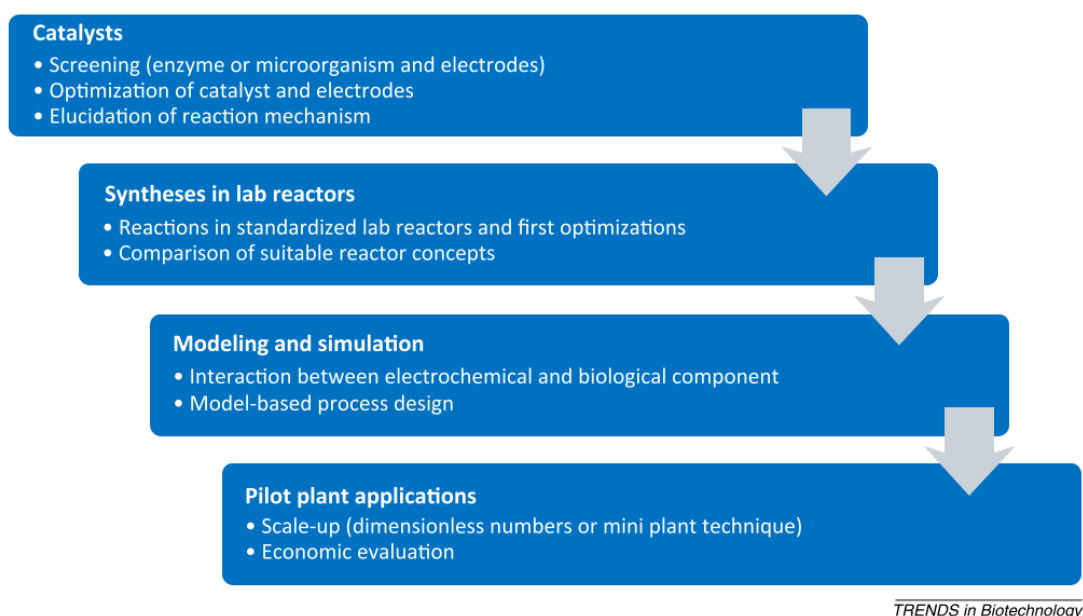 Catalysts
• Screening (enzyme or microorganism and electrodes)
• Optimization of catalyst and electrodes
• Elucidation of reaction mechanism
Syntheses in lab reactors
• Reactions in standardized lab reactors and first optimizations
• Comparison of suitable reactor concepts
Modeling and simulation
• Interaction between electrochemical and biological component
• Model-based process design
Pilot plant applications
• Scale-up (dimensionless numbers or mini plant technique)
• Economic evaluation
TRENDS in Biotechnology